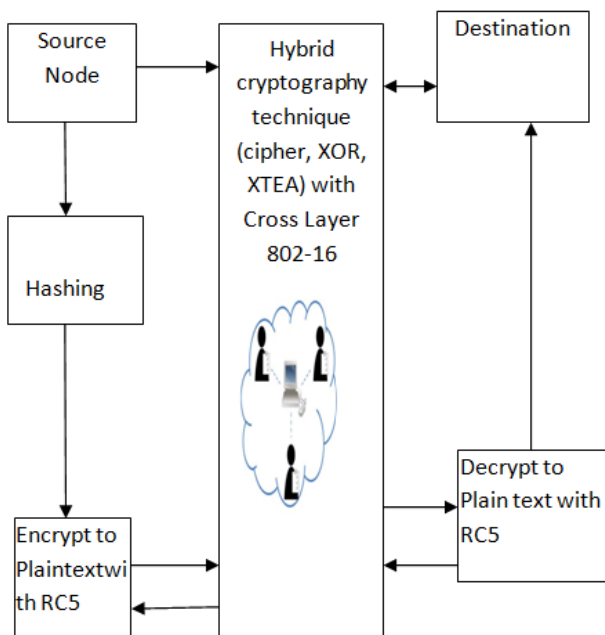 Source
Node
Hybrid
cryptography
technique
(cipher, XOR,
XTEA) with
Cross Layer
802-16
Destination
Hashing
Encrypt to
Plaintextwi
th RC5
Decrypt to
Plain text with
RC5